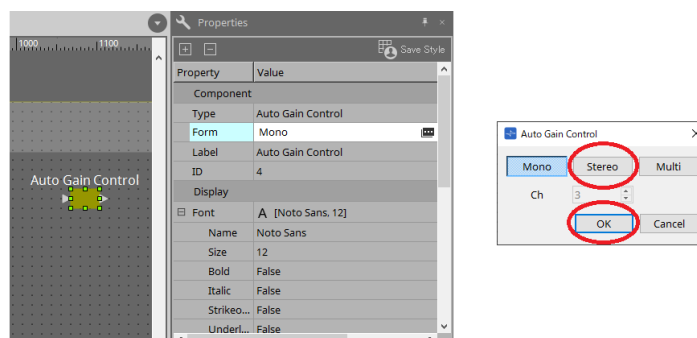 1000 1100
Auto Gain Control
Properties
Save Style
Property Value
Component
Type Auto Gain Control
Form Mono
Label Auto Gain Control
ID 4
Display
Font A [Noto Sans, 12]
Name Noto Sans
Size 12
Bold False
Italic False
Strikeo... False
Underl... False
Auto Gain Control
Mono Stereo Multi
Ch 3
OK Cancel